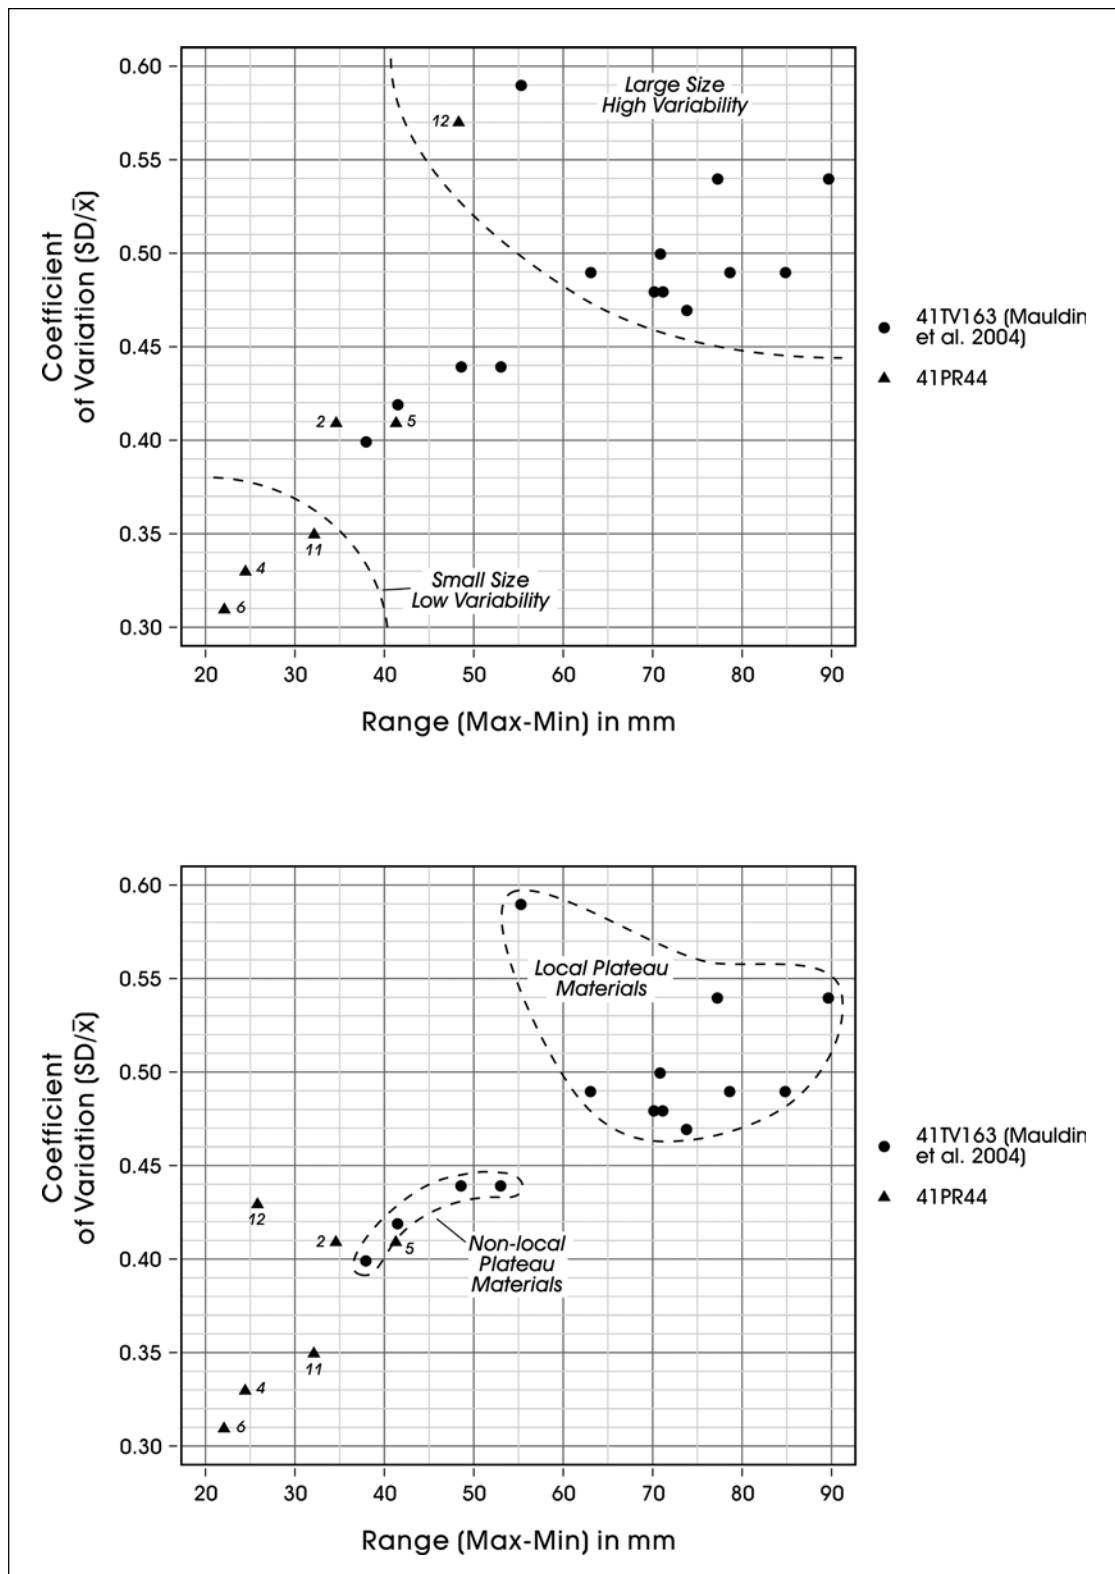 0.60
Large Size
High Variability
12
0.55
0.50
Coefficient
of Variation (SD/x̄)
0.45
41TV163 (Mauldin
et al. 2004)
41PR44
2
5
0.40
0.35
11
4
Small Size
Low Variability
6
0.30
20 30 40 50 60 70 80 90
Range (Max-Min) in mm
0.60
Local Plateau
Materials
0.55
0.50
Coefficient
of Variation (SD/x̄)
0.45
41TV163 (Mauldin
et al. 2004)
41PR44
12
2
5
Non-local
Plateau
Materials
0.40
0.35
11
4
6
0.30
20 30 40 50 60 70 80 90
Range (Max-Min) in mm